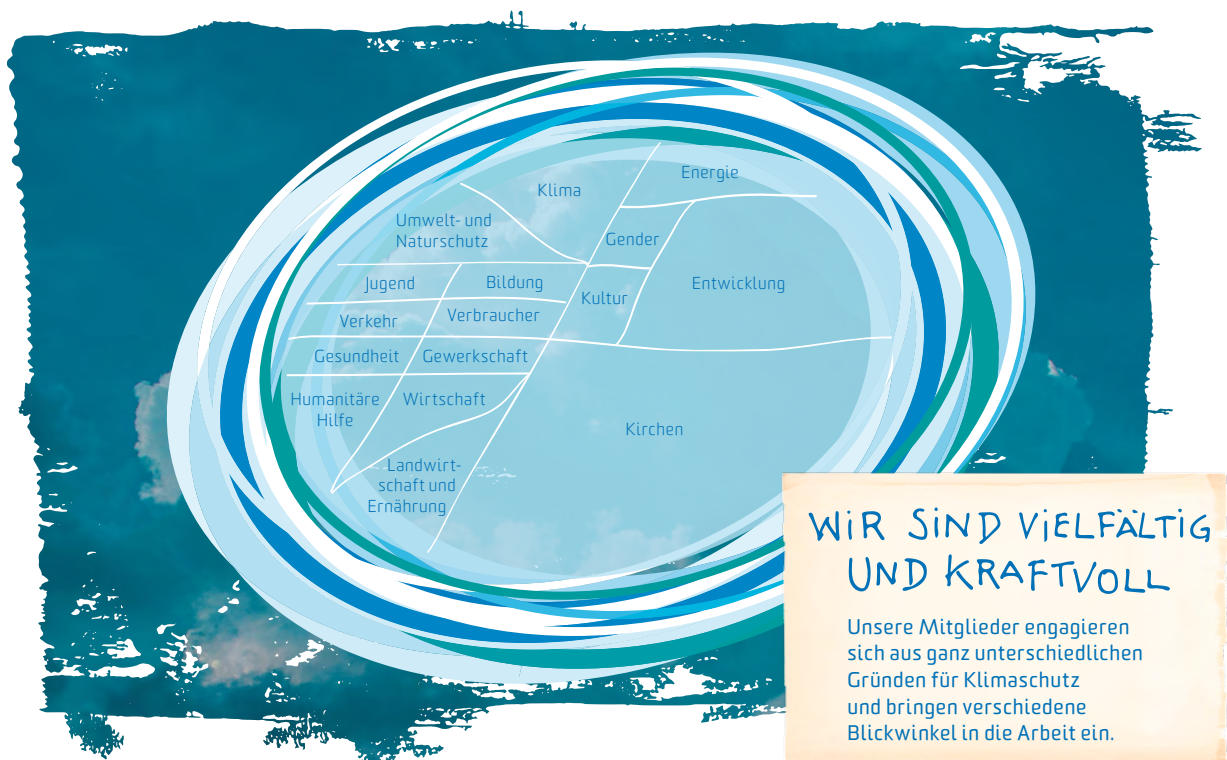 Energie
Klima
Umwelt- und
Naturschutz
Gender
Jugend
Bildung
Entwicklung
Kultur
Verkehr
Verbraucher
Gesundheit
Gewerkschaft
Humanitäre
Hilfe
Wirtschaft
Kirchen
Landwirt-
schaft und
Ernährung
WiR SiND ViELFÄLTiG
UND KRAFTVOLL
Unsere Mitglieder engagieren
sich aus ganz unterschiedlichen
Gründen für Klimaschutz
und bringen verschiedene
Blickwinkel in die Arbeit ein.